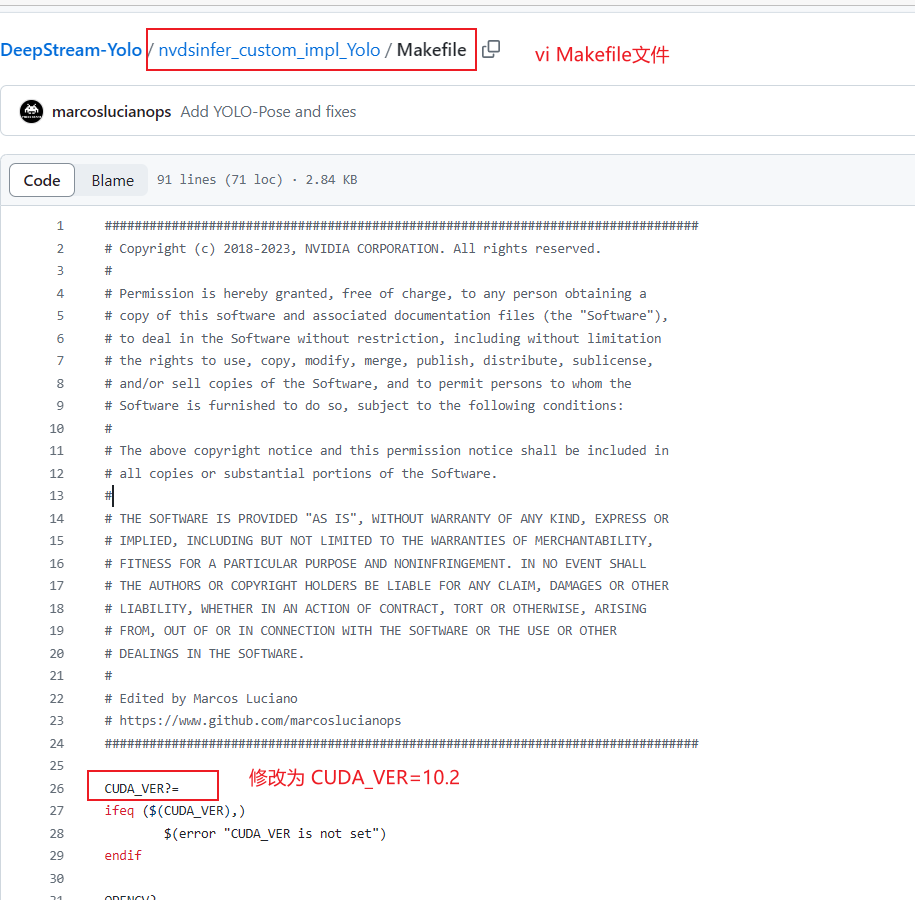 DeepStream-Yolo / nvdsinfer_custom_impl_Yolo / Makefile
vi Makefile文件
marcoslucianops Add YOLO-Pose and fixes
Code Blame 91 lines (71 loc) · 2.84 KB
1 ################################################################################
2 # Copyright (c) 2018-2023, NVIDIA CORPORATION. All rights reserved.
3 #
4 # Permission is hereby granted, free of charge, to any person obtaining a
5 # copy of this software and associated documentation files (the "Software"),
6 # to deal in the Software without restriction, including without limitation
7 # the rights to use, copy, modify, merge, publish, distribute, sublicense,
8 # and/or sell copies of the Software, and to permit persons to whom the
9 # Software is furnished to do so, subject to the following conditions:
10 #
11 # The above copyright notice and this permission notice shall be included in
12 # all copies or substantial portions of the Software.
13 #
14 # THE SOFTWARE IS PROVIDED "AS IS", WITHOUT WARRANTY OF ANY KIND, EXPRESS OR
15 # IMPLIED, INCLUDING BUT NOT LIMITED TO THE WARRANTIES OF MERCHANTABILITY,
16 # FITNESS FOR A PARTICULAR PURPOSE AND NONINFRINGEMENT. IN NO EVENT SHALL
17 # THE AUTHORS OR COPYRIGHT HOLDERS BE LIABLE FOR ANY CLAIM, DAMAGES OR OTHER
18 # LIABILITY, WHETHER IN AN ACTION OF CONTRACT, TORT OR OTHERWISE, ARISING
19 # FROM, OUT OF OR IN CONNECTION WITH THE SOFTWARE OR THE USE OR OTHER
20 # DEALINGS IN THE SOFTWARE.
21 #
22 # Edited by Marcos Luciano
23 # https://www.github.com/marcoslucianops
24 ################################################################################
25
26 CUDA_VER?=
修改为 CUDA_VER=10.2
27 ifeq ($(CUDA_VER),)
28 $(error "CUDA_VER is not set")
29 endif
30
31 OPENCV?